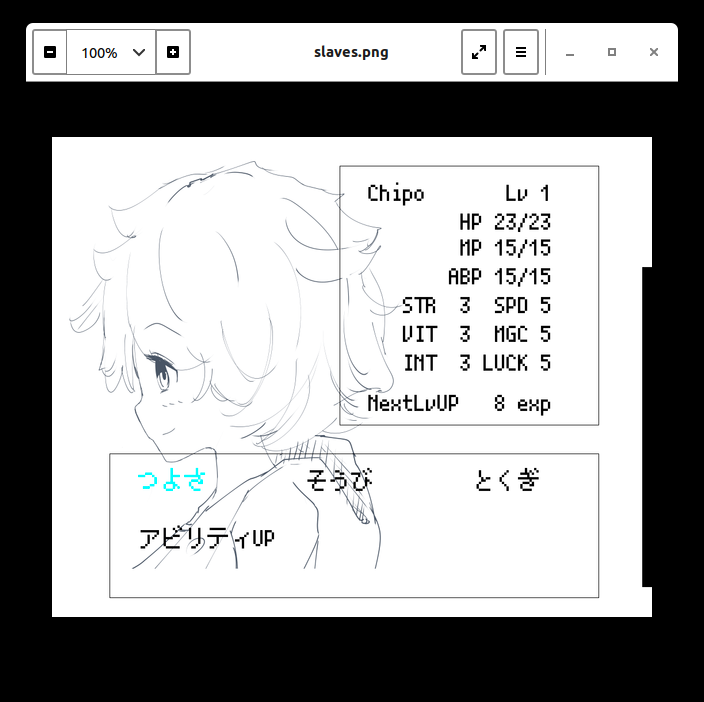 100%
slaves.png
Chipo Lv 1
HP 23/23
MP 15/15
ABP 15/15
STR 3 SPD 5
VIT 3 MGC 5
INT 3 LUCK 5
NextLvUP 8 exp
つよさ そうび とくぎ
アビリティUP